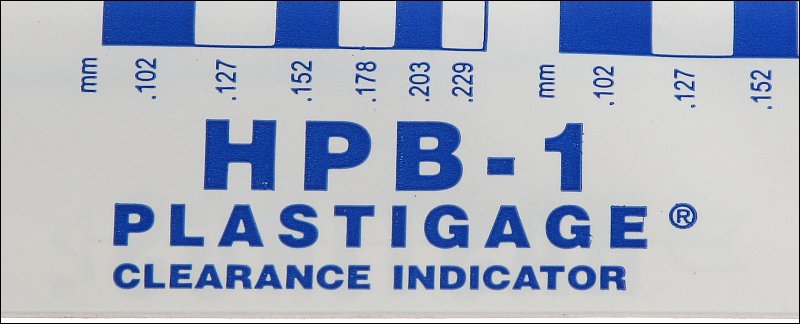 mm .102 .127 .152 .178 .203 .229 mm .102 .127 .152
HPB-1
PLASTIGAGE®
CLEARANCE INDICATOR